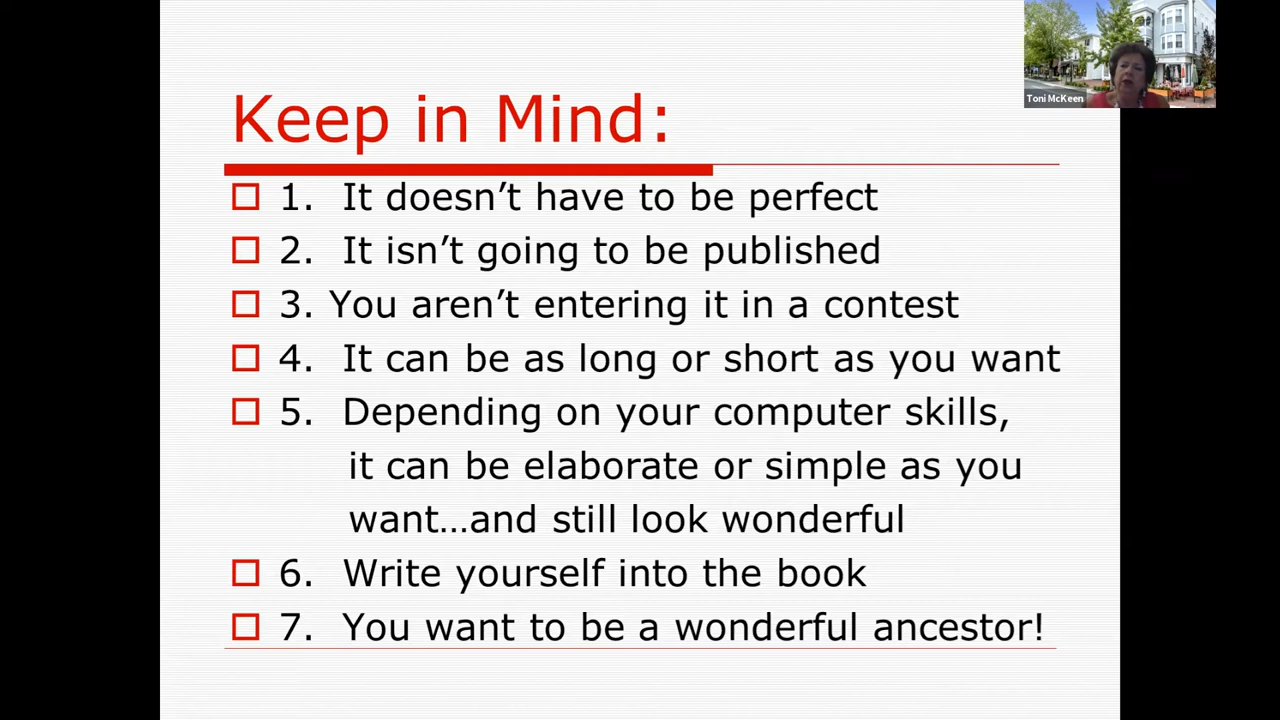 Toni McKeen
Keep in Mind:
1. It doesn’t have to be perfect
2. It isn’t going to be published
3. You aren’t entering it in a contest
4. It can be as long or short as you want
5. Depending on your computer skills,
it can be elaborate or simple as you
want…and still look wonderful
6. Write yourself into the book
7. You want to be a wonderful ancestor!